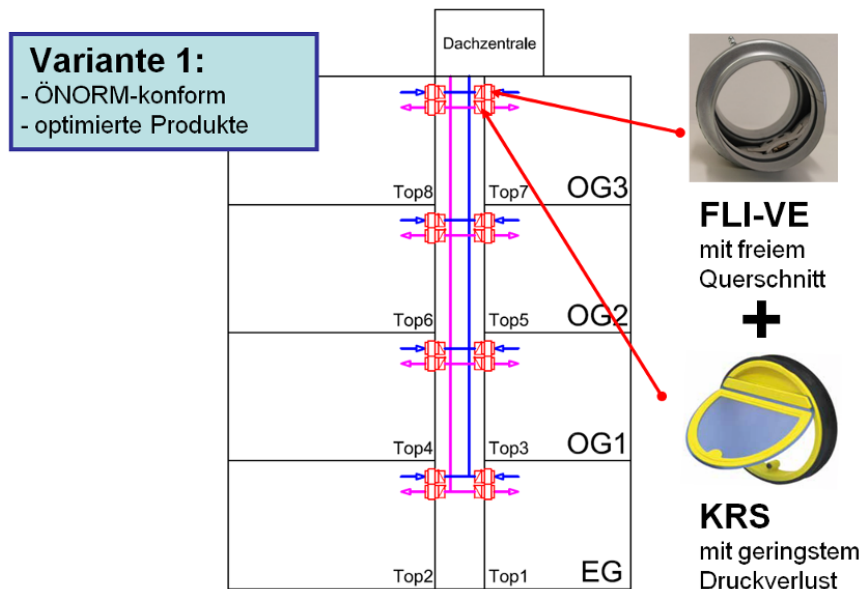 Variante 1:
- ÖNORM-konform
- optimierte Produkte
Dachzentrale
Top8
Top7
OG3
Top6
Top5
OG2
Top4
Top3
OG1
Top2
Top1
EG
FLI-VE
mit freiem
Querschnitt
+
KRS
mit geringstem
Druckverlust